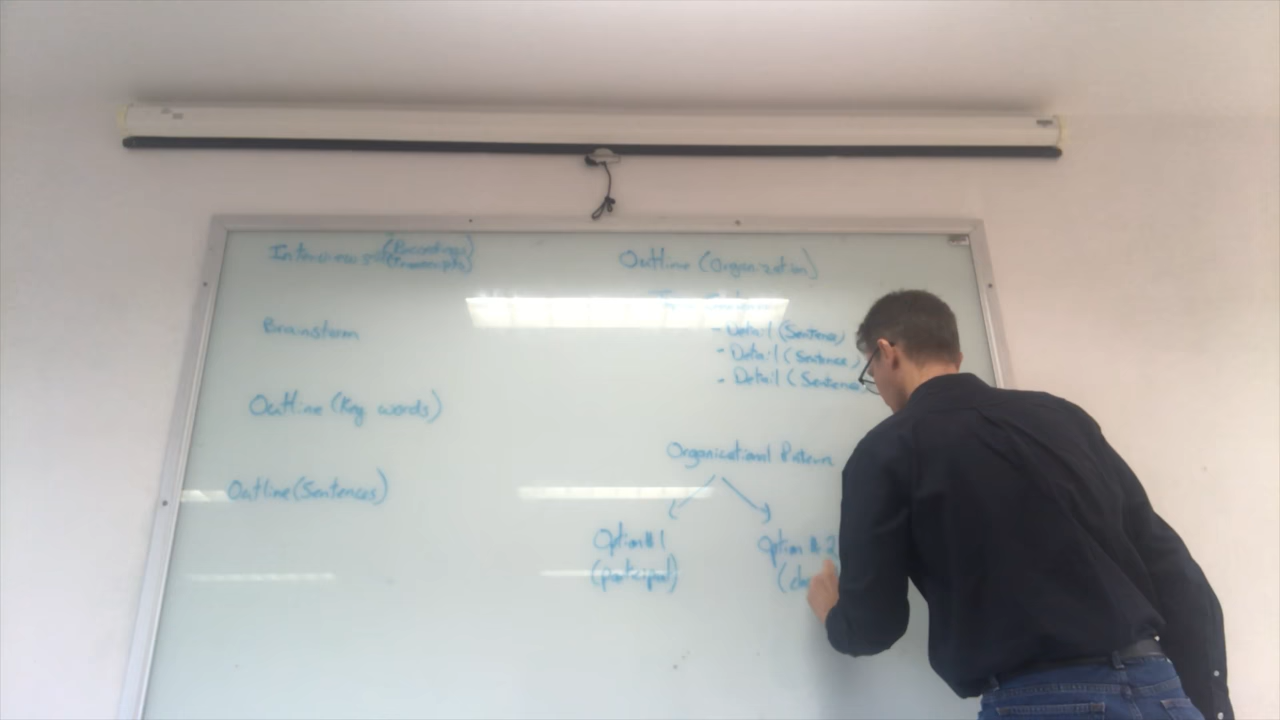 Interviews (Recordings)
(Transcripts)
Brainstorm
Outline (Key words)
Outline (Sentences)
Outline (Organization)
- Detail (Sentence)
- Detail (Sentence)
- Detail (Sentence
Organizational Pattern
Option #1
(participal)
Option #2